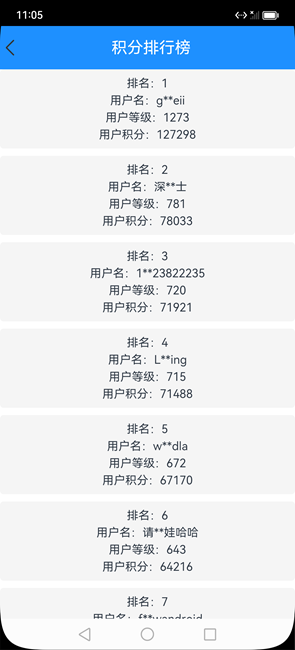 11:05
积分排行榜
排名：1
用户名：g**eii
用户等级：1273
用户积分：127298
排名：2
用户名：深**士
用户等级：781
用户积分：78033
排名：3
用户名：1**23822235
用户等级：720
用户积分：71921
排名：4
用户名：L**ing
用户等级：715
用户积分：71488
排名：5
用户名：w**dla
用户等级：672
用户积分：67170
排名：6
用户名：请**娃哈哈
用户等级：643
用户积分：64216
排名：7
用户名：f**wandroid